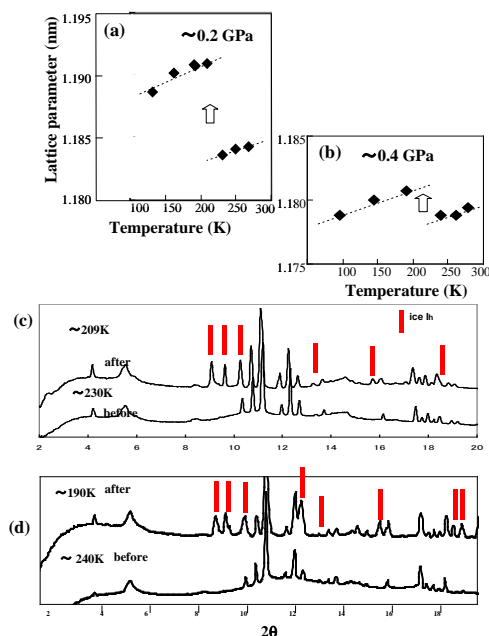 (a)
~0.2 GPa
Lattice parameter (nm)
1.195
1.190
1.185
1.180
100 150 200 250 300
Temperature (K)
(b)
~0.4 GPa
1.180
1.175
50 100 150 200 250 300
Temperature (K)
(c)
ice Ih
~209K
after
~230K
before
2 4 6 8 10 12 14 16 18 20
(d)
~190K after
~240K before
2 4 6 8 10 12 14 16 18
2θ